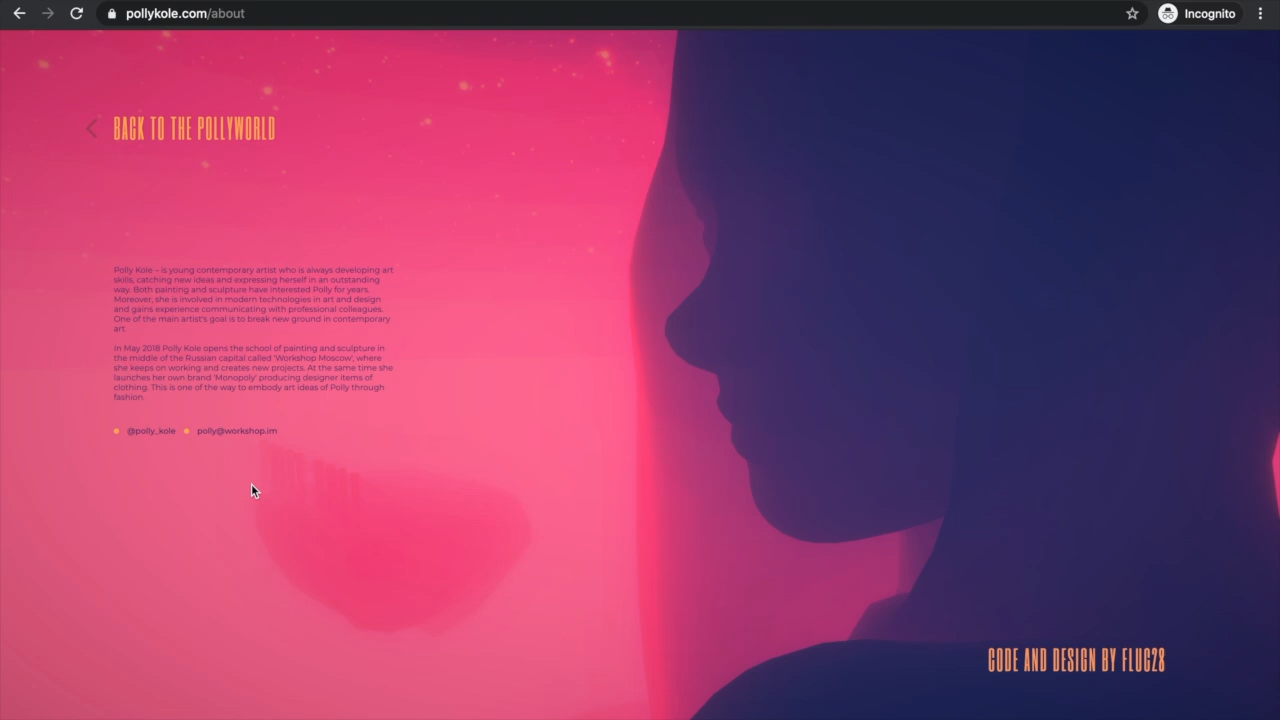 pollykole.com/about
Incognito
BACK TO THE POLLYWORLD
Polly Kole – is young contemporary artist who is always developing art
skills, catching new ideas and expressing herself in an outstanding
way. Both painting and sculpture have interested Polly for years.
Moreover, she is involved in modern technologies in art and design
and gains experience communicating with professional colleagues.
One of the main artist's goal is to break new ground in contemporary
art.
In May 2018 Polly Kole opens the school of painting and sculpture in
the middle of the Russian capital called 'Workshop Moscow', where
she keeps on working and creates new projects. At the same time she
launches her own brand 'Monopoly' producing designer items of
clothing. This is one of the way to embody art ideas of Polly through
fashion.
@polly_kole polly@workshop.im
CODE AND DESIGN BY FLUG28